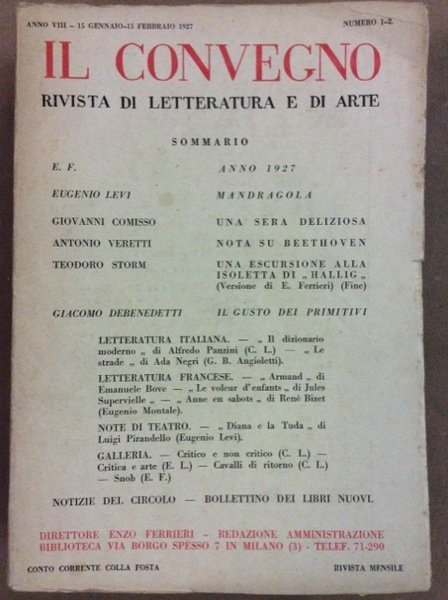 ANNO VIII - 15 GENNAIO-15 FEBBRAIO 1927 NUMERO 1-2.
IL CONVEGNO
RIVISTA DI LETTERATURA E DI ARTE
SOMMARIO
E. F. ANNO 1927
EUGENIO LEVI MANDRAGOLA
GIOVANNI COMISSO UNA SERA DELIZIOSA
ANTONIO VERETTI NOTA SU BEETHOVEN
TEODORO STORM UNA ESCURSIONE ALLA
ISOLETTA DI „ HALLIG „
(Versione di E. Ferrieri) (Fine)
GIACOMO DEBENEDETTI IL GUSTO DEI PRIMITIVI
LETTERATURA ITALIANA. — „ Il dizionario
moderno „ di Alfredo Panzini (C. L.) — „ Le
strade „ di Ada Negri (G. B. Angioletti).
LETTERATURA FRANCESE. — „ Armand „ di
Emanuele Bove — „ Le voleur d'enfants „ di Jules
Supervielle „ — „ Anne en sabots „ di René Bizet
(Eugenio Montale).
NOTE DI TEATRO. — „ Diana e la Tuda „ di
Luigi Pirandello (Eugenio Levi).
GALLERIA. — Critico e non critico (C. L.) —
Critica e arte (E. L.) — Cavalli di ritorno (C. L.)
— Snob (E. F.)
NOTIZIE DEL CIRCOLO — BOLLETTINO DEI LIBRI NUOVI.
DIRETTORE ENZO FERRIERI - REDAZIONE AMMINISTRAZIONE
BIBLIOTECA VIA BORGO SPESSO 7 IN MILANO (3) - TELEF. 71-290
CONTO CORRENTE COLLA POSTA RIVISTA MENSILE